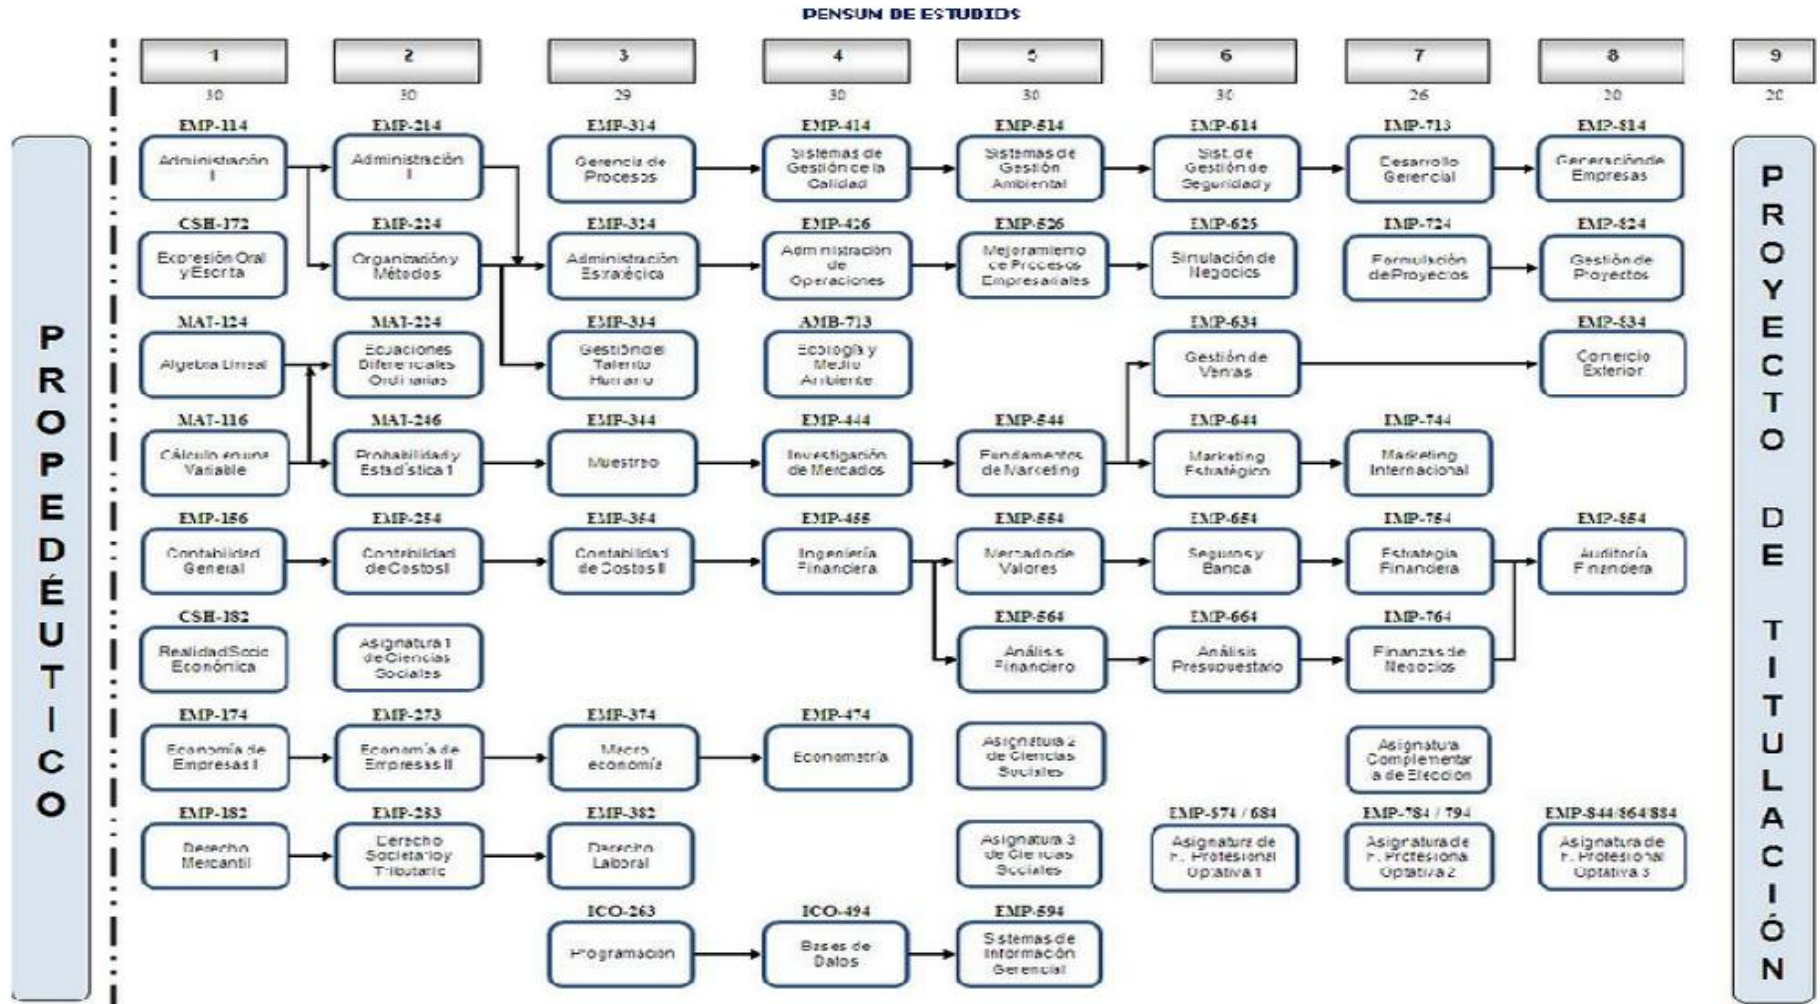 PENSUM DE ESTUDIOS
1
2
3
4
5
6
7
8
9
30
30
29
30
30
30
26
20
20
PROPEDÉUTICO
EMP-114
EMP-214
EMP-314
EMP-414
EMP-514
EMP-614
EMP-713
EMP-814
Administración
I
Administración
I
Gerencia de
Procesos
Sistemas de
Gestión de la
Calidad
Sistemas de
Gestión
Ambiental
Sist. de
Gestión de
Seguridad y
Desarrollo
Gerencial
Generación de
Empresas
CSH-172
EMP-224
EMP-324
EMP-426
EMP-526
EMP-625
EMP-724
EMP-824
Expresión Oral
y Escrita
Organización y
Métodos
Administración
Estratégica
Administración
de
Operaciones
Mejoramiento
de Procesos
Empresariales
Simulación de
Negocios
Formulación
de Proyectos
Gestión de
Proyectos
MAT-124
MAT-224
EMP-334
AMB-713
EMP-634
EMP-834
Algebra Lineal
Ecuaciones
Diferenciales
Ordinarias
Gestión del
Talento
Humano
Ecología y
Medio
Ambiente
Gestión de
Ventas
Comercio
Exterior
MAT-116
MAT-246
EMP-344
EMP-444
EMP-544
EMP-644
EMP-744
Cálculo en una
Variable
Probabilidad y
Estadística I
Muestreo
Investigación
de Mercados
Fundamentos
de Marketing
Marketing
Estratégico
Marketing
Internacional
EMP-156
EMP-254
EMP-354
EMP-455
EMP-554
EMP-654
EMP-754
EMP-854
Contabilidad
General
Contabilidad
de Costos I
Contabilidad
de Costos II
Ingeniería
Financiera
Mercado de
Valores
Seguros y
Banca
Estrategia
Financiera
Auditoría
Financiera
CSH-182
EMP-564
EMP-664
EMP-764
Realidad Socio
Económica
Asignatura 1
de Ciencias
Sociales
Análisis
Financiero
Análisis
Presupuestario
Finanzas de
Negocios
EMP-174
EMP-273
EMP-374
EMP-474
Economía de
Empresas I
Economía de
Empresas II
Macro
economía
Econometría
Asignatura 2
de Ciencias
Sociales
Asignatura
Complementar
a de Elección
EMP-182
EMP-283
EMP-382
EMP-574 / 684
EMP-784 / 794
EMP-844/864/884
Derecho
Mercantil
Derecho
Societario y
Tributario
Derecho
Laboral
Asignatura 3
de Ciencias
Sociales
Asignatura de
F. Profesional
Optativa 1
Asignatura de
F. Profesional
Optativa 2
Asignatura de
F. Profesional
Optativa 3
ICO-263
ICO-494
EMP-594
Programación
Bases de
Datos
Sistemas de
Información
Gerencial
PROYECTO DE TITULACIÓN